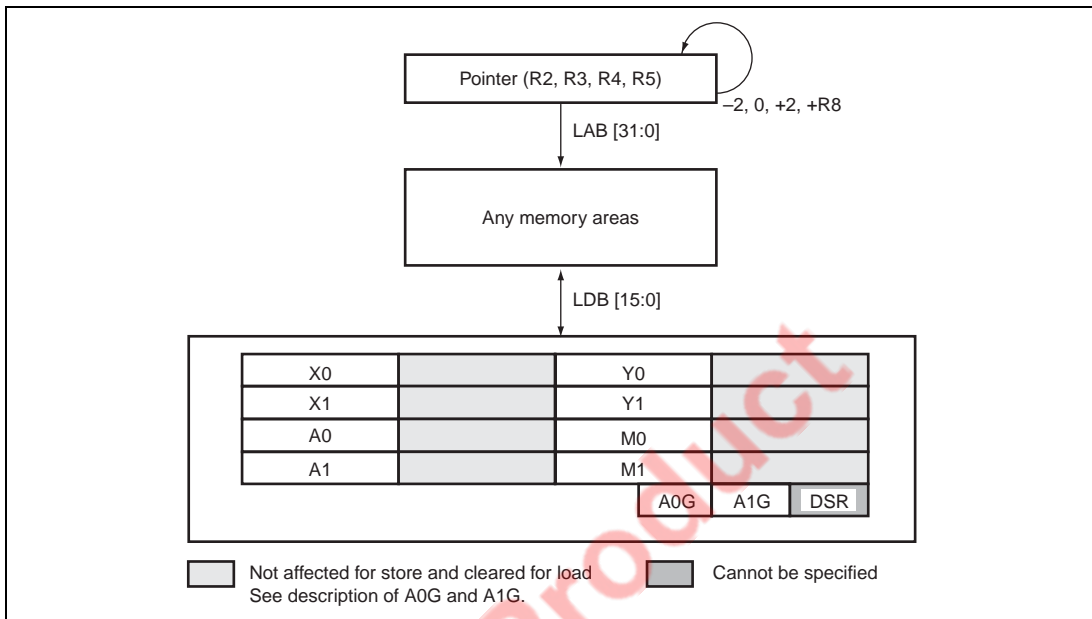 Pointer (R2, R3, R4, R5)
–2, 0, +2, +R8
LAB [31:0]
Any memory areas
LDB [15:0]
X0 Y0
X1 Y1
A0 M0
A1 M1
A0G A1G DSR
Not affected for store and cleared for load
See description of A0G and A1G.
Cannot be specified
Product